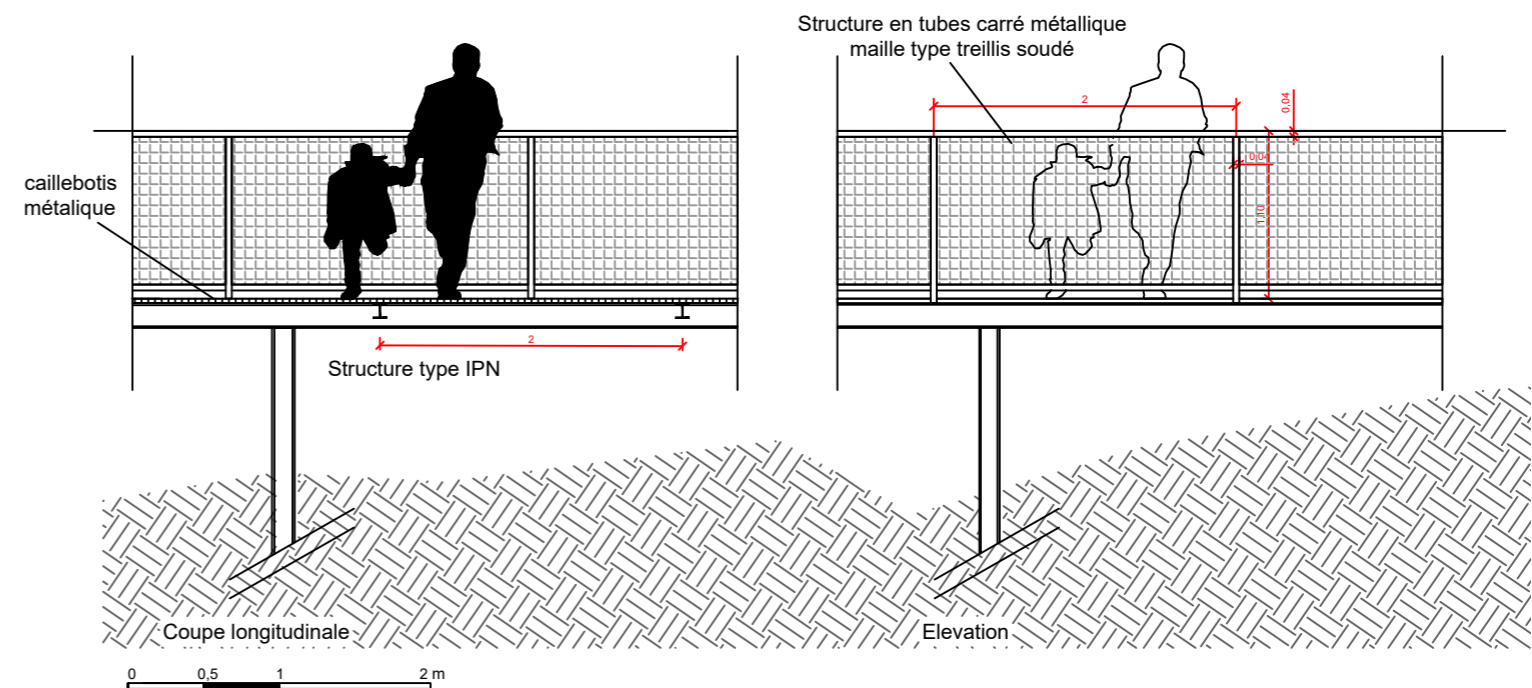 Structure en tubes carré métallique
maille type treillis soudé
caillebotis
métalique
2
0,04
0,04
1,10
2
Structure type IPN
Coupe longitudinale
Elevation
0 0,5 1 2 m